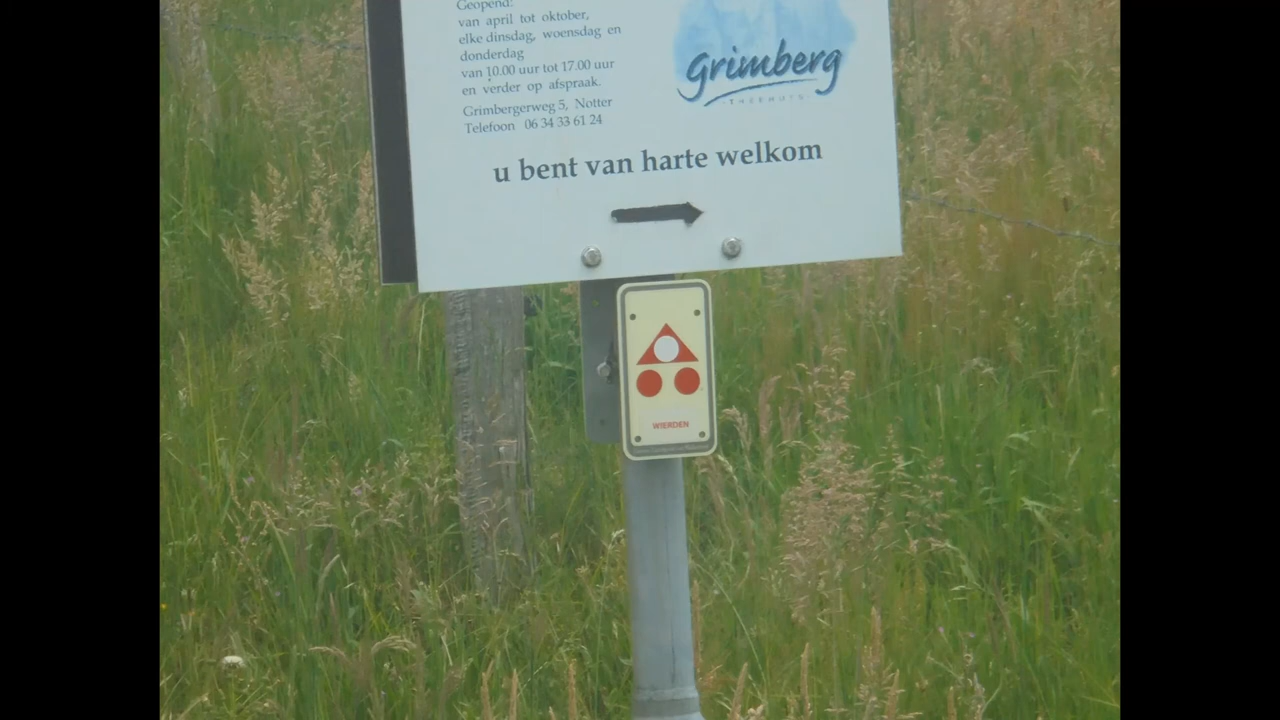 Geopend:
van april tot oktober,
elke dinsdag, woensdag en
donderdag
van 10.00 uur tot 17.00 uur
en verder op afspraak.
Grimbergerweg 5, Notter
Telefoon 06 34 33 61 24
Grimberg
THEEHUIS
u bent van harte welkom
WIERDEN